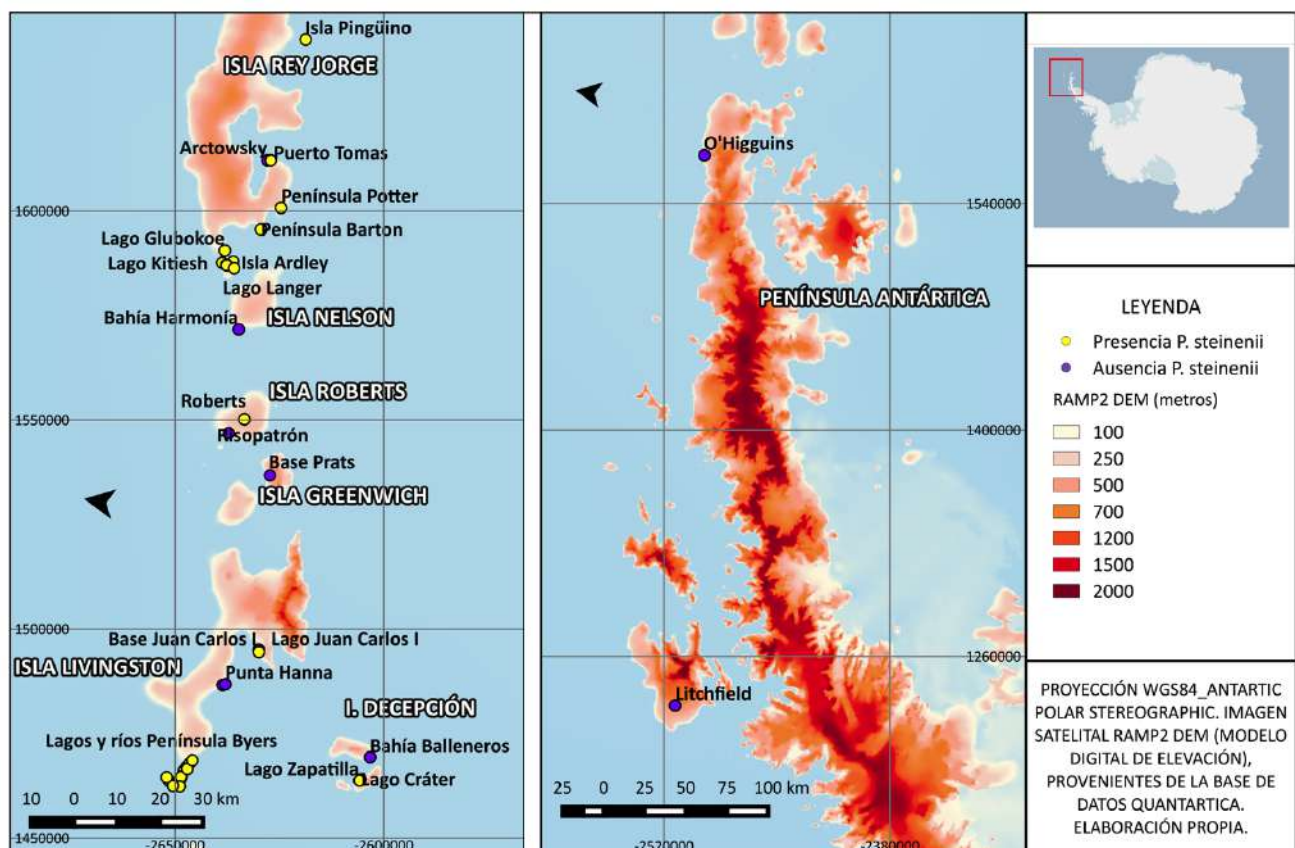 Isla Pingüino
ISLA REY JORGE
Arctowsky
Puerto Tomas
Península Potter
1600000
Península Barton
Lago Glubokoe
Lago Kitiesh
Isla Ardley
Lago Langer
Bahía Harmonía
ISLA NELSON
ISLA ROBERTS
Roberts
1550000
Risopatrón
Base Prats
ISLA GREENWICH
1500000
Base Juan Carlos I
Lago Juan Carlos I
ISLA LIVINGSTON
Punta Hanna
I. DECEPCIÓN
Lagos y ríos Península Byers
Bahía Balleneros
Lago Zapatilla
Lago Cráter
10 0 10 20 30 km
1450000
-2650000
-2600000
O'Higguins
1540000
PENÍNSULA ANTÁRTICA
1400000
1260000
Litchfield
25 0 25 50 75 100 km
-2520000
-2380000
LEYENDA
Presencia P. steinenii
Ausencia P. steinenii
RAMP2 DEM (metros)
100
250
500
700
1200
1500
2000
PROYECCIÓN WGS84_ANTARTIC
POLAR STEREOGRAPHIC. IMAGEN
SATELITAL RAMP2 DEM (MODELO
DIGITAL DE ELEVACIÓN),
PROVENIENTES DE LA BASE DE
DATOS QUANTARTICA.
ELABORACIÓN PROPIA.